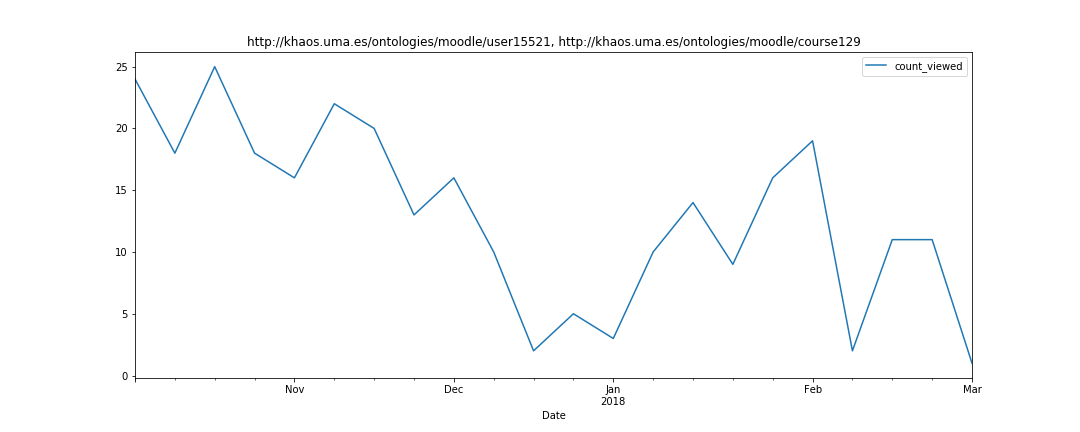 http://khaos.uma.es/ontologies/moodle/user15521, http://khaos.uma.es/ontologies/moodle/course129
count_viewed
25
20
15
10
5
0
Nov
Dec
Jan
2018
Feb
Mar
Date